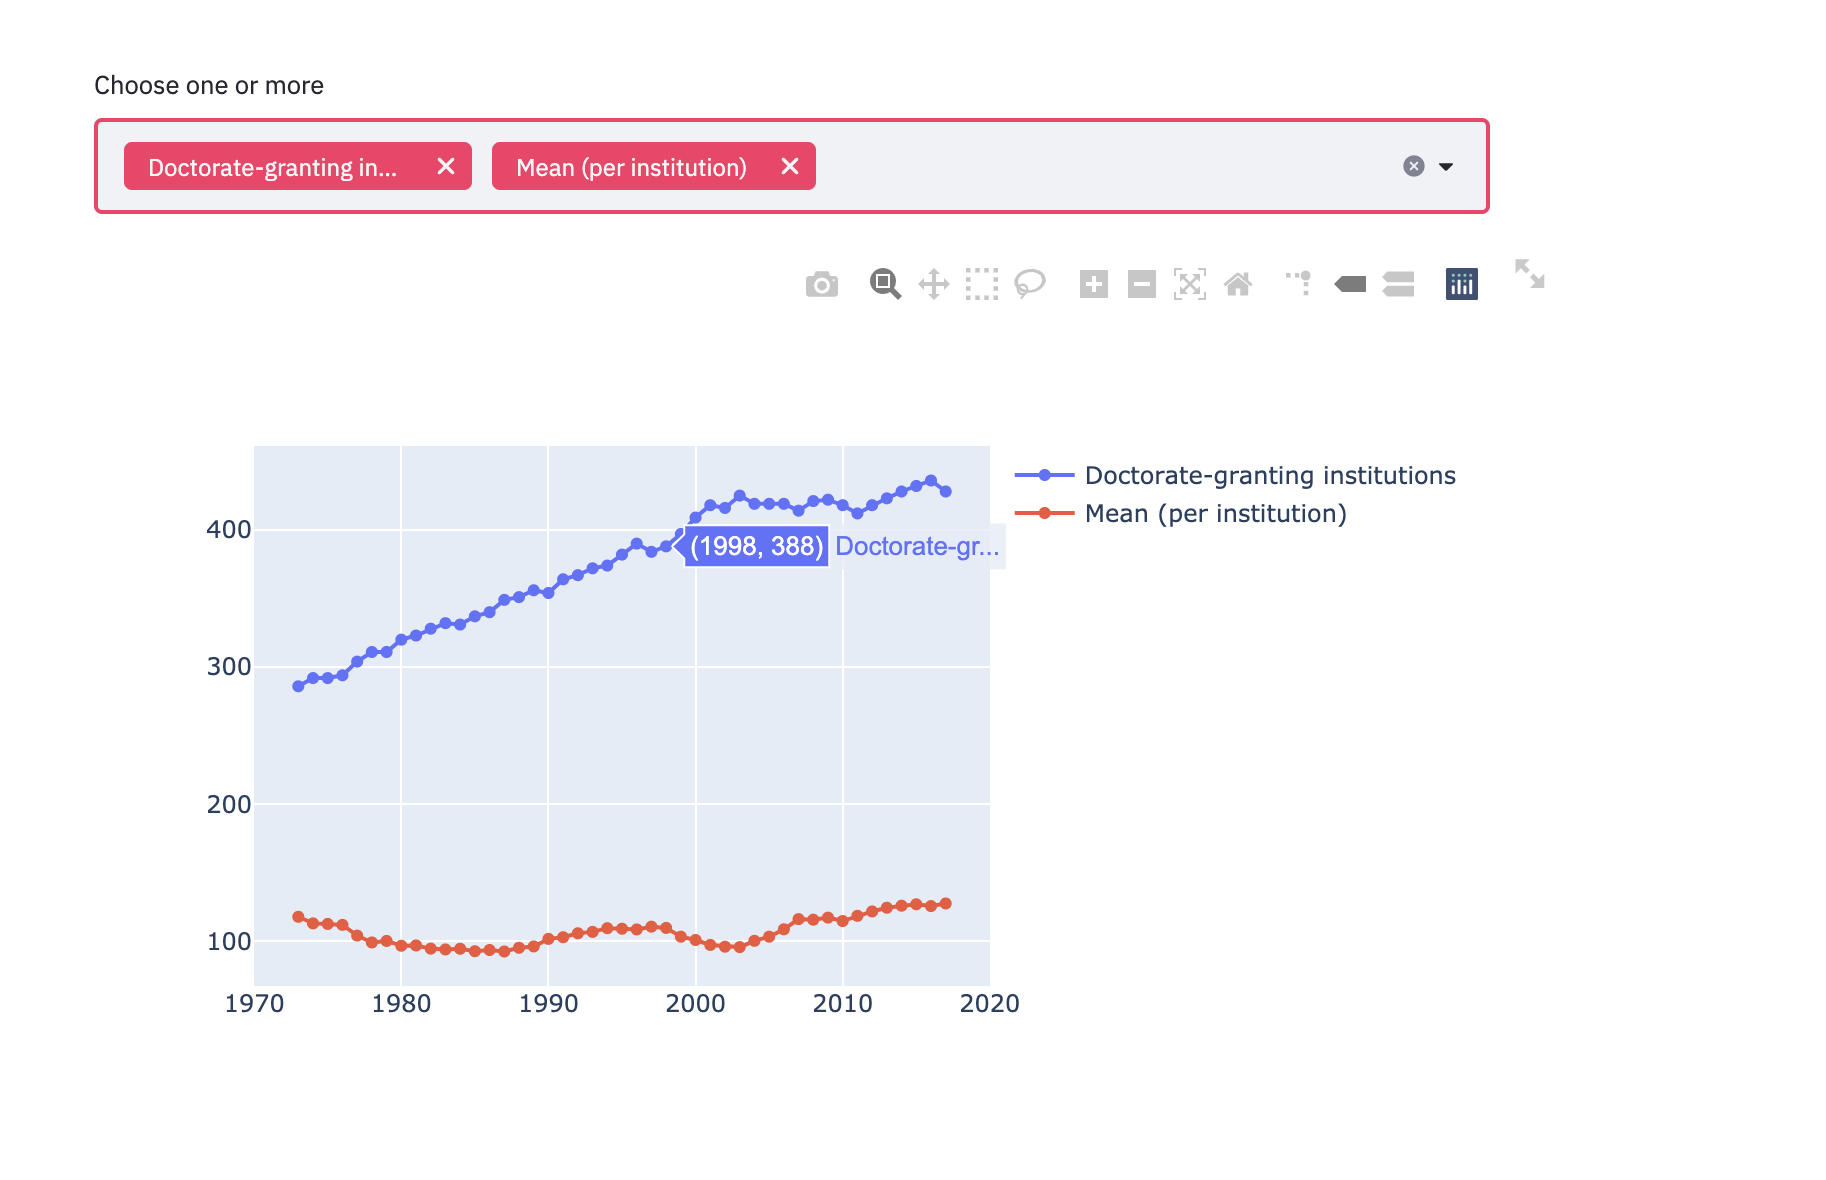 Choose one or more
Doctorate-granting in... Mean (per institution)
Doctorate-granting institutions
Mean (per institution)
400
(1998, 388) Doctorate-gr...
300
200
100
1970 1980 1990 2000 2010 2020